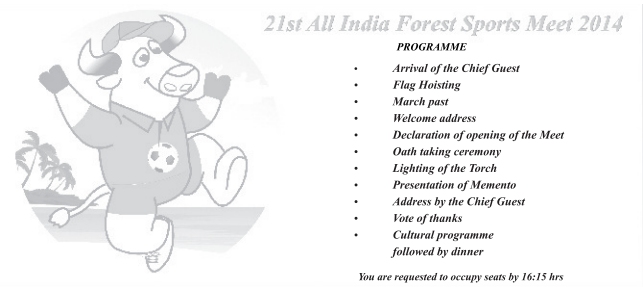 21st All India Forest Sports Meet 2014
PROGRAMME
• Arrival of the Chief Guest
• Flag Hoisting
• March past
• Welcome address
• Declaration of opening of the Meet
• Oath taking ceremony
• Lighting of the Torch
• Presentation of Memento
• Address by the Chief Guest
• Vote of thanks
• Cultural programme
followed by dinner
You are requested to occupy seats by 16:15 hrs